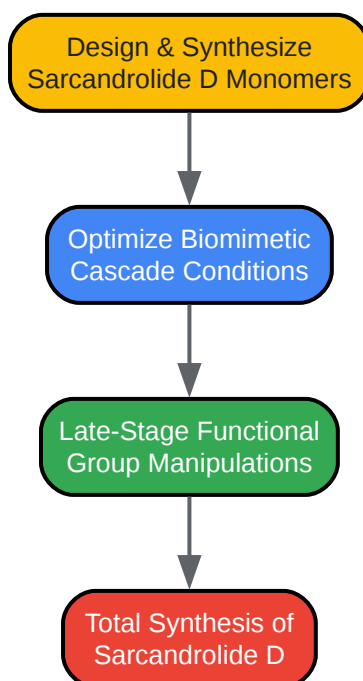 Design & Synthesize
Sarcandrolide D Monomers
Optimize Biomimetic
Cascade Conditions
Late-Stage Functional
Group Manipulations
Total Synthesis of
Sarcandrolide D